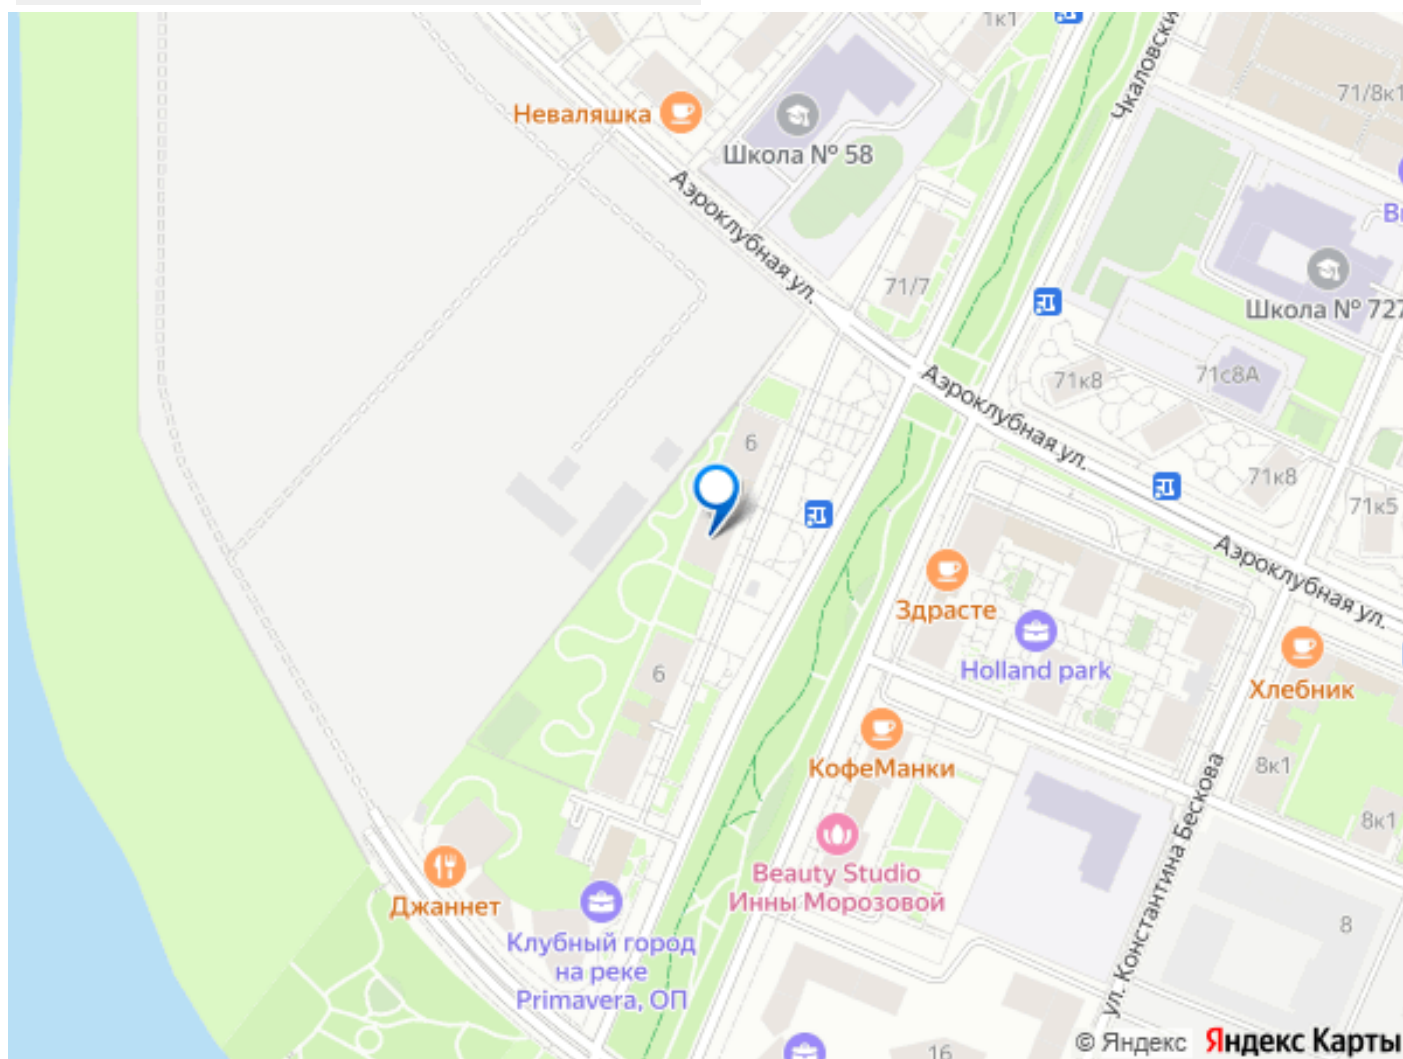 1к1
Чкаловски
71/8к1
Неваляшка
Школа № 58
Аэроклубная ул.
71/7
Школа № 727
Аэроклубная ул.
71к8
71с8А
6
71к8
71к5
Аэроклубная ул.
Здрасте
Holland park
Хлебник
6
КофеМанки
8к1
ул. Константина Бескова
8к1
Beauty Studio
Инны Морозовой
Джаннет
8
Клубный город
на реке
Primavera, ОП
16
© Яндекс Яндекс Карты